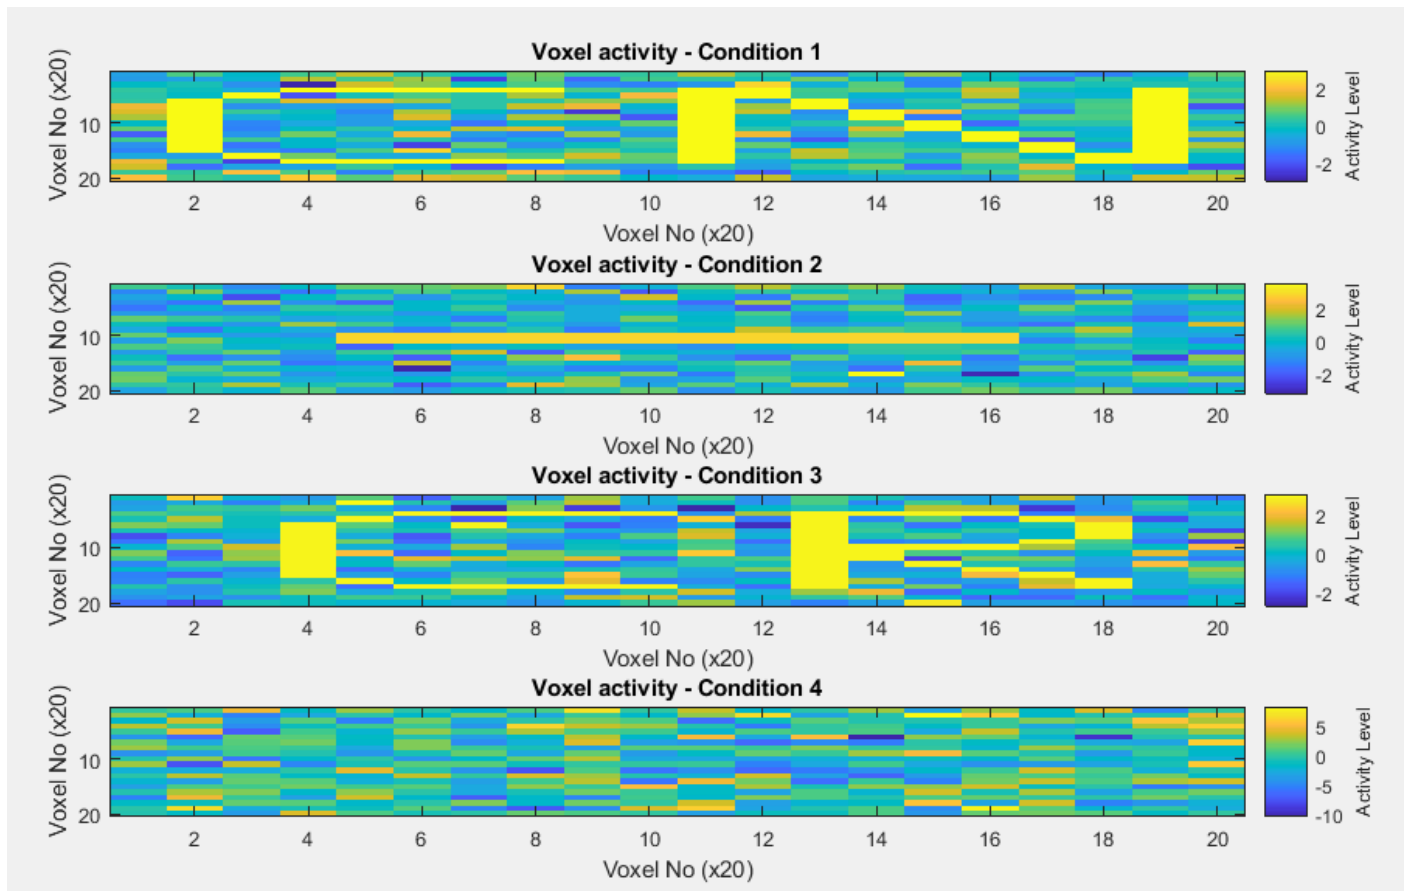 Voxel activity - Condition 1
Voxel No (x20)
10
20
2 4 6 8 10 12 14 16 18 20
Voxel No (x20)
2
0
-2
Activity Level
Voxel activity - Condition 2
Voxel No (x20)
10
20
2 4 6 8 10 12 14 16 18 20
Voxel No (x20)
2
0
-2
Activity Level
Voxel activity - Condition 3
Voxel No (x20)
10
20
2 4 6 8 10 12 14 16 18 20
Voxel No (x20)
2
0
-2
Activity Level
Voxel activity - Condition 4
Voxel No (x20)
10
20
2 4 6 8 10 12 14 16 18 20
Voxel No (x20)
5
0
-5
-10
Activity Level